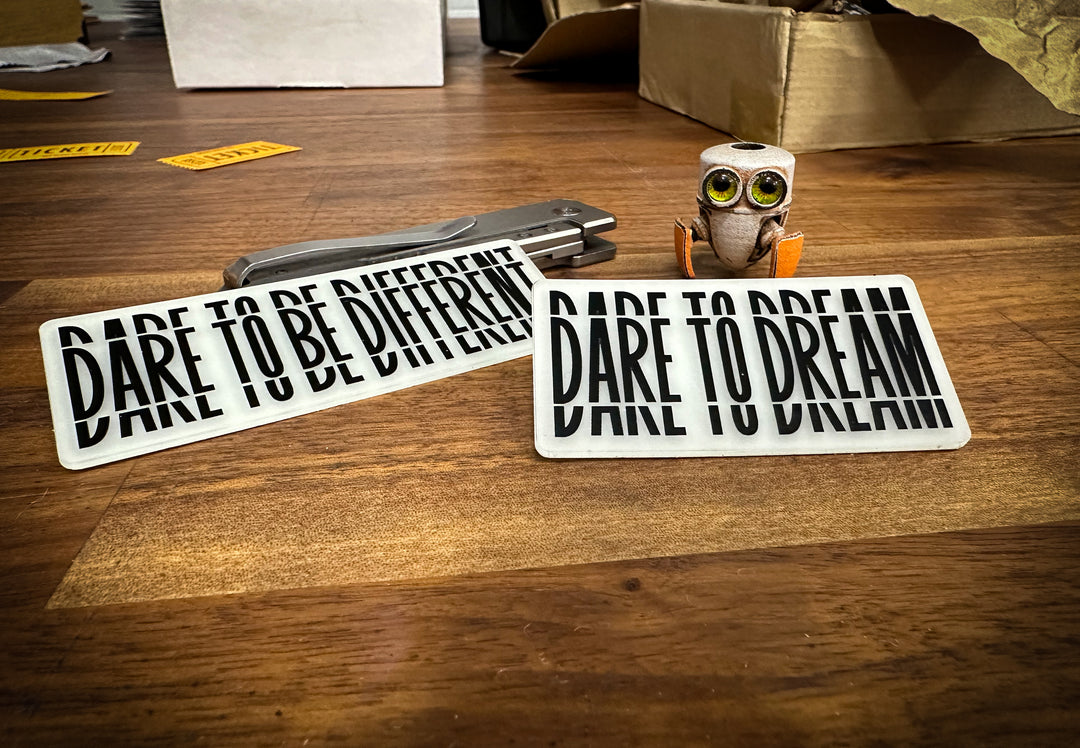 TICKET
DARE TO BE DIFFERENT
DARE TO DREAM